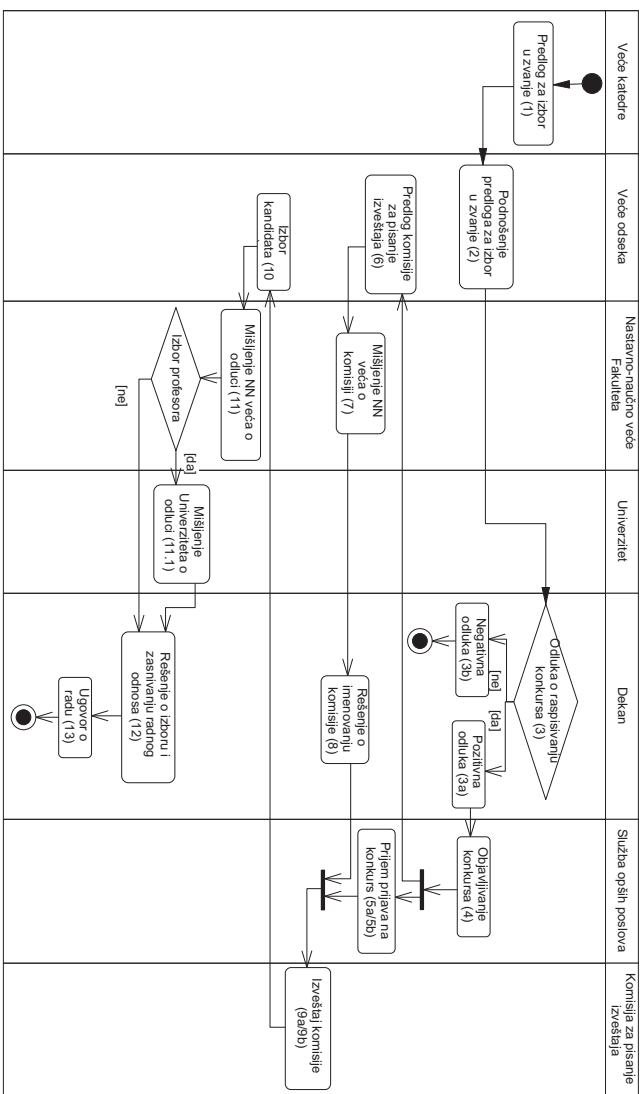 Veće katedre
Veće odseka
Nastavno-naučno veće
Fakulteta
Univerzitet
Dekan
Služba opših poslova
Komisija za pisanje
izveštaja
Predlog za izbor
u zvanje (1)
Podnošenje
predloga za izbor
u zvanje (2)
Odluka o raspisivanju
konkursa (3)
[ne]
[da]
Negativna
odluka (3b)
Pozitivna
odluka (3a)
Objavljivanje
konkursa (4)
Prijem prijava na
konkurs (5a/5b)
Predlog komisije
za pisanje
izveštaja (6)
Mišljenje NN
veća o
komisiji (7)
Rešenje o
imenovanju
komisije (8)
Izveštaj komisije
(9a/9b)
Izbor
kandidata (10
Mišljenje NN veća o
odluci (11)
Izbor profesora
[da]
[ne]
Mišljenje
Univerziteta o
odluci (11.1)
Rešenje o izboru i
zasnivanju radnog
odnosa (12)
Ugovor o
radu (13)